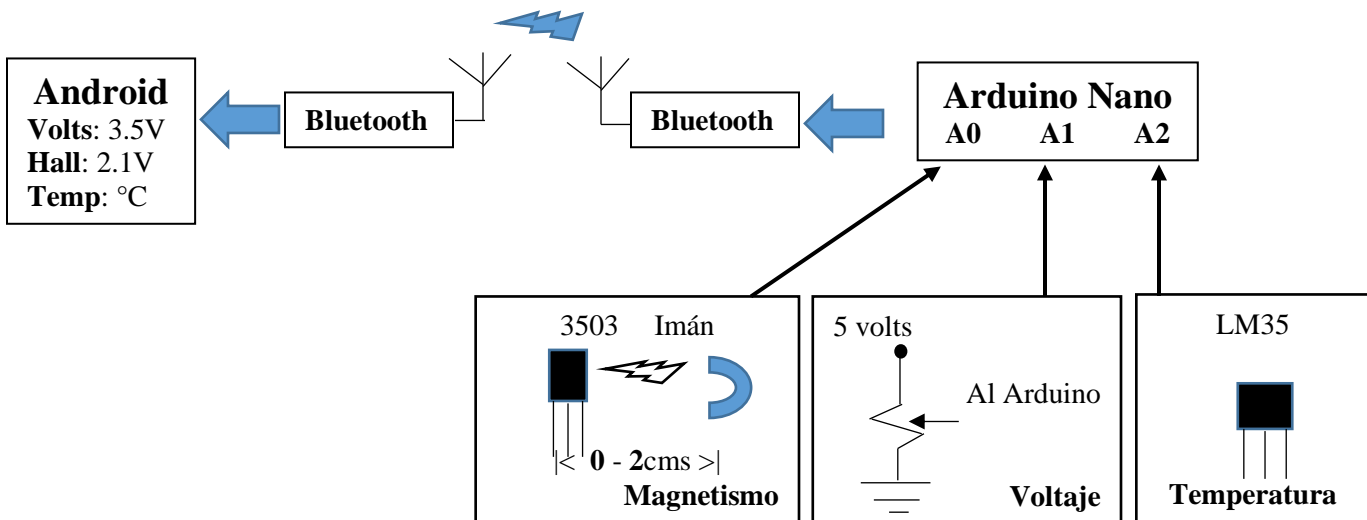 Android
Volts: 3.5V
Hall: 2.1V
Temp: °C
Bluetooth
Bluetooth
Arduino Nano
A0 A1 A2
3503 Imán
|< 0 - 2cms >|
Magnetismo
5 volts
Al Arduino
Voltaje
LM35
Temperatura